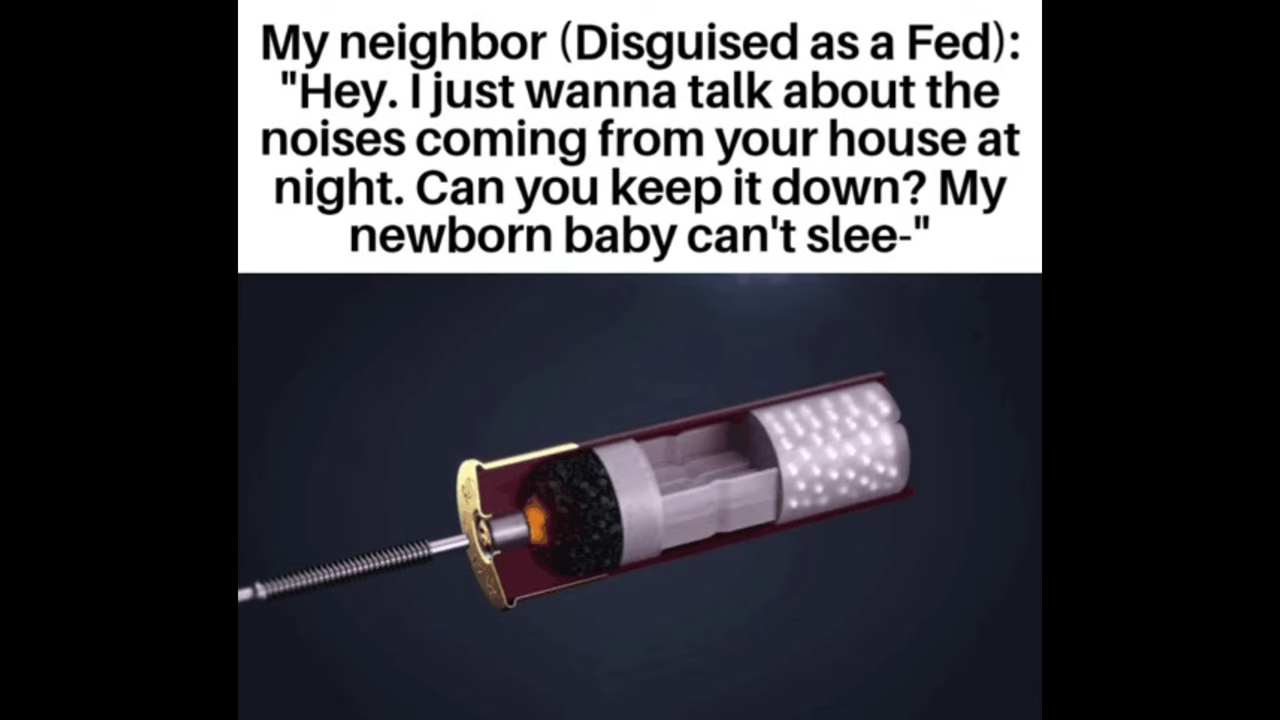 My neighbor (Disguised as a Fed):
"Hey. I just wanna talk about the
noises coming from your house at
night. Can you keep it down? My
newborn baby can't slee-"